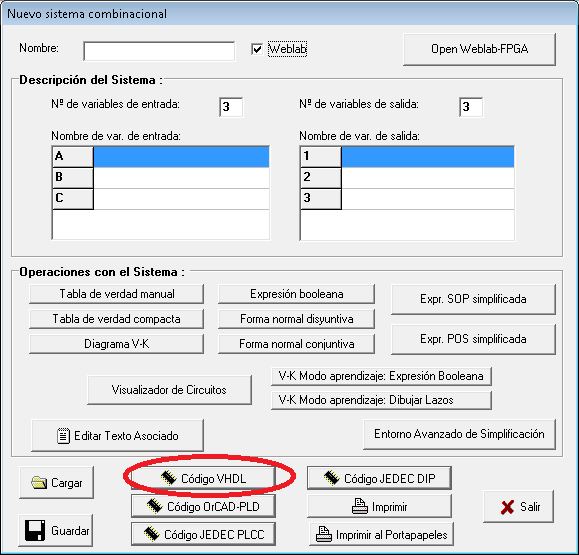 Nuevo sistema combinacional
Nombre:
Weblab
Open Weblab-FPGA
Descripción del Sistema :
Nº de variables de entrada: 3
Nº de variables de salida: 3
Nombre de var. de entrada:
Nombre de var. de salida:
A
B
C
1
2
3
Operaciones con el Sistema :
Tabla de verdad manual
Expresión booleana
Expr. SOP simplificada
Tabla de verdad compacta
Forma normal disyuntiva
Expr. POS simplificada
Diagrama V-K
Forma normal conjuntiva
Visualizador de Circuitos
V-K Modo aprendizaje: Expresión Booleana
V-K Modo aprendizaje: Dibujar Lazos
Editar Texto Asociado
Entorno Avanzado de Simplificación
Cargar
Código VHDL
Código JEDEC DIP
Código OrCAD-PLD
Imprimir
Salir
Guardar
Código JEDEC PLCC
Imprimir al Portapapeles